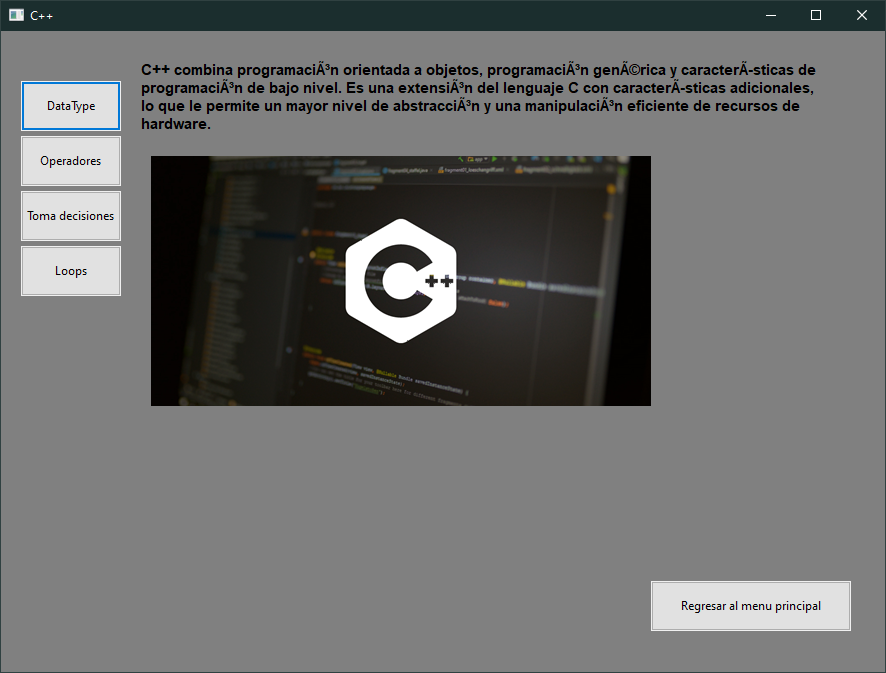 C++
C++ combina programaciÃ³n orientada a objetos, programaciÃ³n genÃ©rica y caracterÃ-sticas de
programaciÃ³n de bajo nivel. Es una extensiÃ³n del lenguaje C con caracterÃ-sticas adicionales,
lo que le permite un mayor nivel de abstracciÃ³n y una manipulaciÃ³n eficiente de recursos de
hardware.
DataType
Operadores
Toma decisiones
Loops
C++
Regresar al menu principal